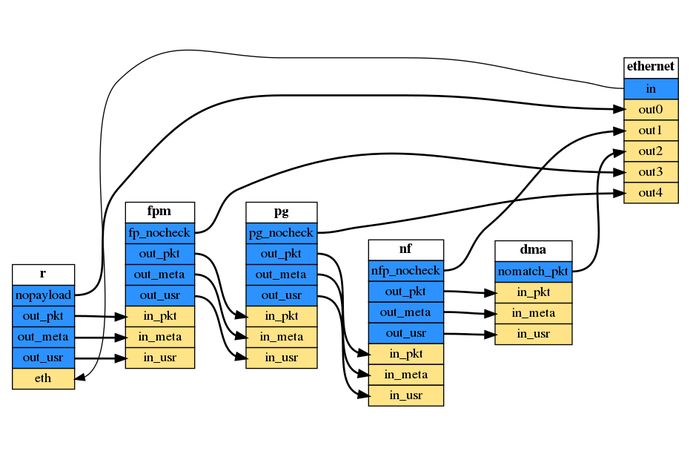 r
nopayload
out_pkt
out_meta
out_usr
eth
fpm
fp_nocheck
out_pkt
out_meta
out_usr
in_pkt
in_meta
in_usr
pg
pg_nocheck
out_pkt
out_meta
out_usr
in_pkt
in_meta
in_usr
nf
nfp_nocheck
out_pkt
out_meta
out_usr
in_pkt
in_meta
in_usr
dma
nomatch_pkt
in_pkt
in_meta
in_usr
ethernet
in
out0
out1
out2
out3
out4